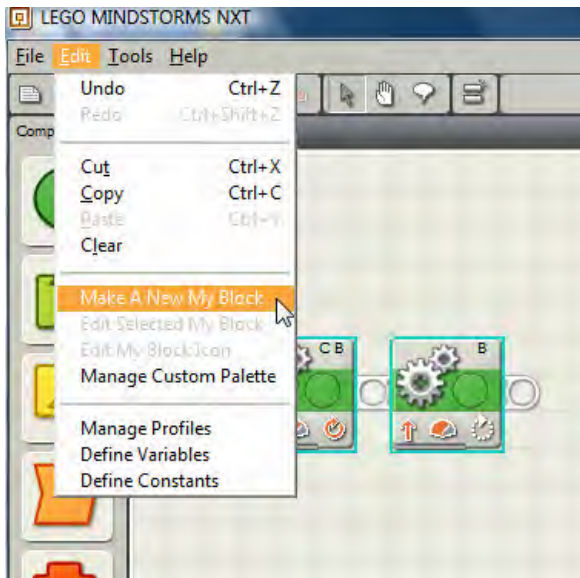 LEGO MINDSTORMS NXT
File Edit Tools Help
Undo Ctrl+Z
Redo Ctrl+Shift+Z
Comp
Cut Ctrl+X
Copy Ctrl+C
Paste Ctrl+V
Clear
Make A New My Block
Edit Selected My Block
Edit My Block Icon
Manage Custom Palette
C B
B
Manage Profiles
Define Variables
Define Constants